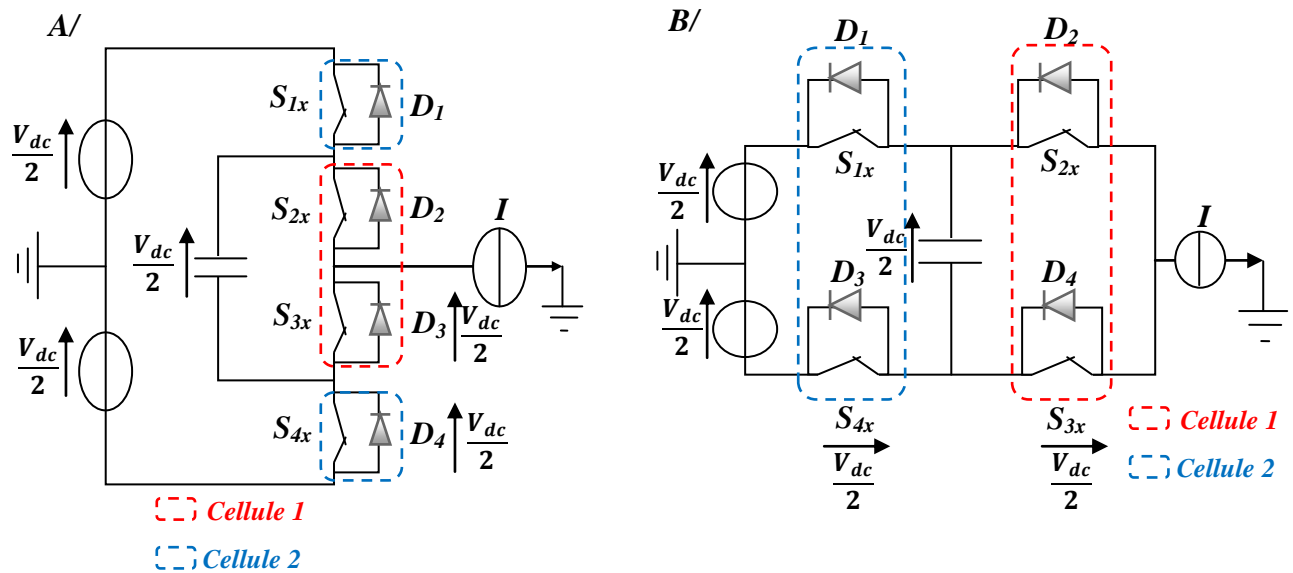 A/
S1x
D1
Vdc/2
S2x
D2
I
Vdc/2
S3x
D3
Vdc/2
Vdc/2
S4x
D4
Vdc/2
Cellule 1
Cellule 2
B/
D1
D2
S1x
S2x
Vdc/2
Vdc/2
I
D3
D4
Vdc/2
S4x
S3x
Vdc/2
Vdc/2
Cellule 1
Cellule 2